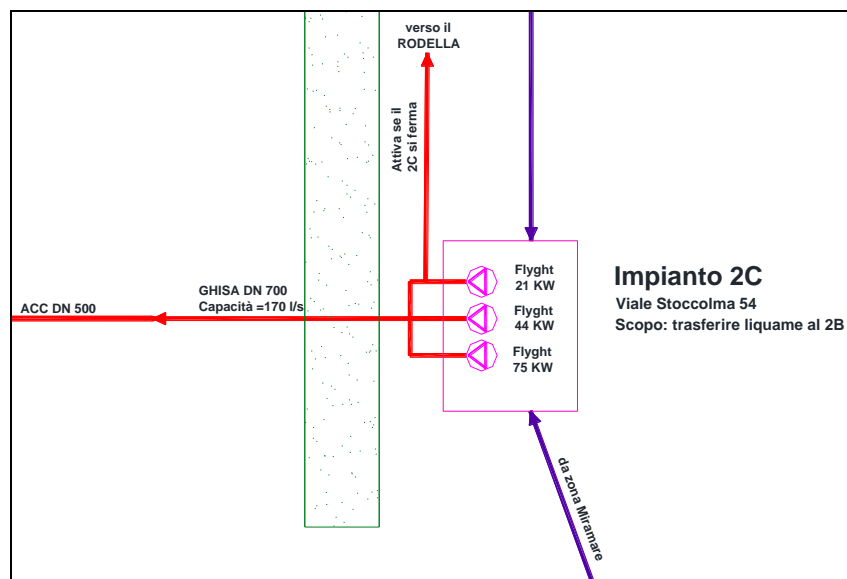 verso il
RODELLA
Attiva se il
2C si ferma
Flyght
21 KW
Flyght
44 KW
Flyght
75 KW
Impianto 2C
Viale Stoccolma 54
Scopo: trasferire liquame al 2B
GHISA DN 700
Capacità =170 l/s
ACC DN 500
da zona Miramare